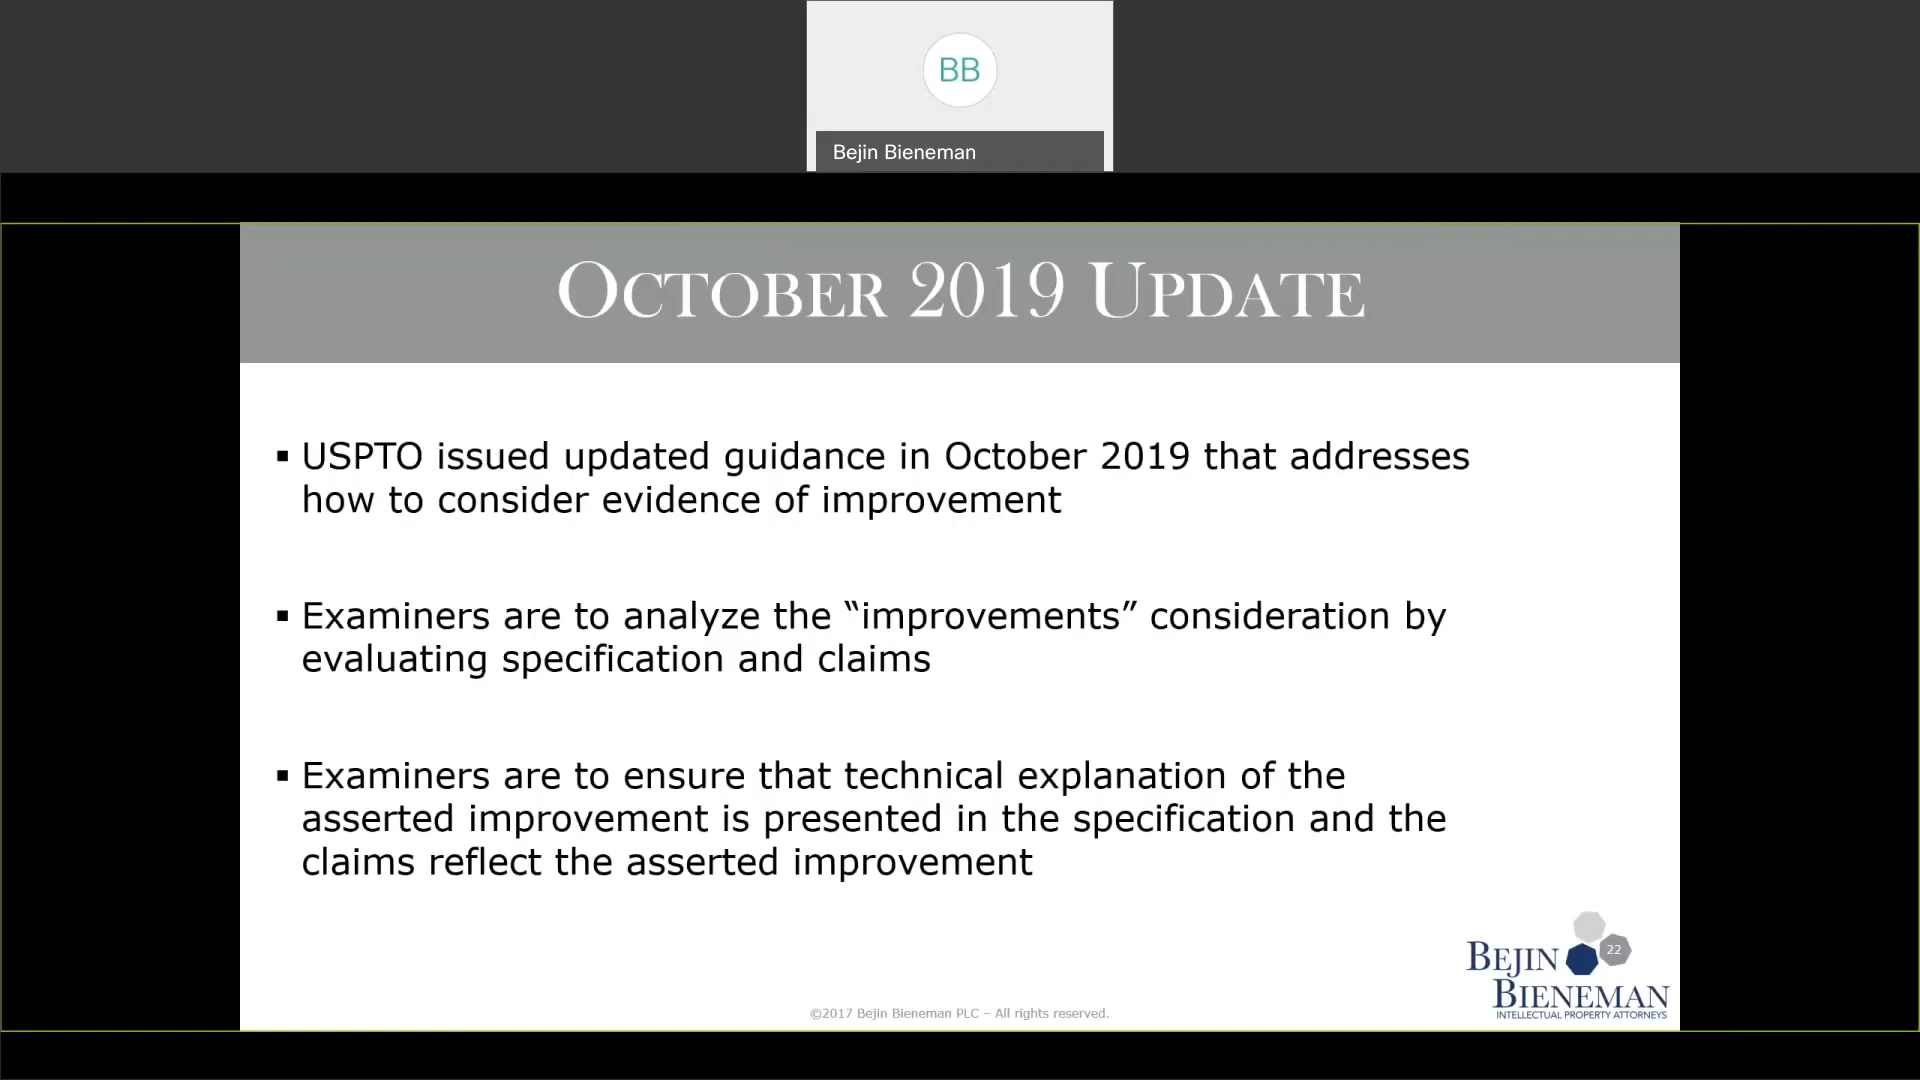 BB
Bejin Bieneman
OCTOBER 2019 UPDATE
▪ USPTO issued updated guidance in October 2019 that addresses
how to consider evidence of improvement
▪ Examiners are to analyze the “improvements” consideration by
evaluating specification and claims
▪ Examiners are to ensure that technical explanation of the
asserted improvement is presented in the specification and the
claims reflect the asserted improvement
22
BEJIN
BIENEMAN
INTELLECTUAL PROPERTY ATTORNEYS
©2017 Bejin Bieneman PLC – All rights reserved.